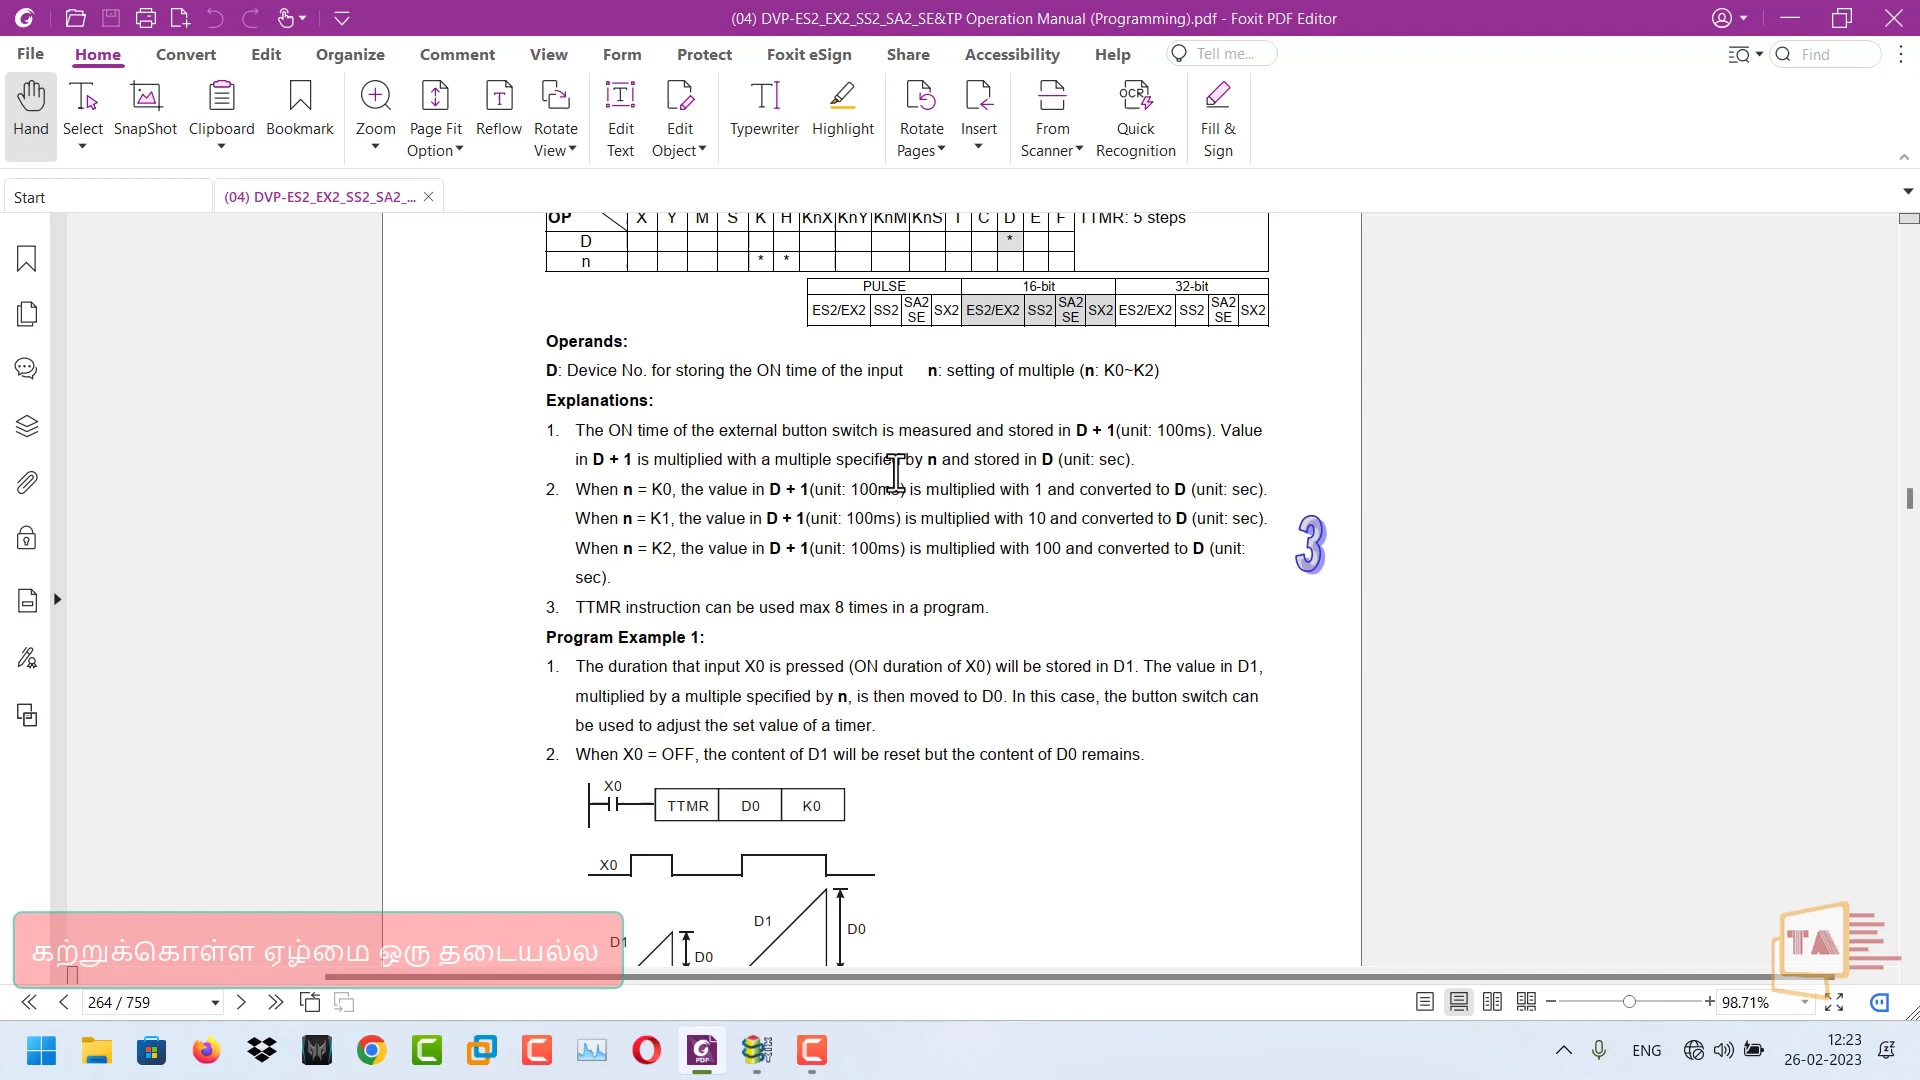 (04) DVP-ES2_EX2_SS2_SA2_SE&TP Operation Manual (Programming).pdf - Foxit PDF Editor
File Home Convert Edit Organize Comment View Form Protect Foxit eSign Share Accessibility Help Tell me... Find
Hand Select SnapShot Clipboard Bookmark Zoom Page Fit Option Reflow Rotate View Edit Text Edit Object Typewriter Highlight Rotate Pages Insert From Scanner OCR Quick Recognition Fill & Sign
Start (04) DVP-ES2_EX2_SS2_SA2_...
OP X Y M S K H KnX KnY KnM KnS T C D E F TTMR: 5 steps
D *
n * *
PULSE 16-bit 32-bit
ES2/EX2 SS2 SA2 SE SX2 ES2/EX2 SS2 SA2 SE SX2 ES2/EX2 SS2 SA2 SE SX2
Operands:
D: Device No. for storing the ON time of the input n: setting of multiple (n: K0~K2)
Explanations:
1. The ON time of the external button switch is measured and stored in D + 1(unit: 100ms). Value
in D + 1 is multiplied with a multiple specified by n and stored in D (unit: sec).
2. When n = K0, the value in D + 1(unit: 100ms) is multiplied with 1 and converted to D (unit: sec).
When n = K1, the value in D + 1(unit: 100ms) is multiplied with 10 and converted to D (unit: sec).
When n = K2, the value in D + 1(unit: 100ms) is multiplied with 100 and converted to D (unit:
sec).
3
3. TTMR instruction can be used max 8 times in a program.
Program Example 1:
1. The duration that input X0 is pressed (ON duration of X0) will be stored in D1. The value in D1,
multiplied by a multiple specified by n, is then moved to D0. In this case, the button switch can
be used to adjust the set value of a timer.
2. When X0 = OFF, the content of D1 will be reset but the content of D0 remains.
X0
TTMR D0 K0
X0
D1 D0
D1 D0
கற்றுக்கொள்ள ஏழ்மை ஒரு தடையல்ல
TA
264 / 759 98.71%
ENG 12:23
26-02-2023